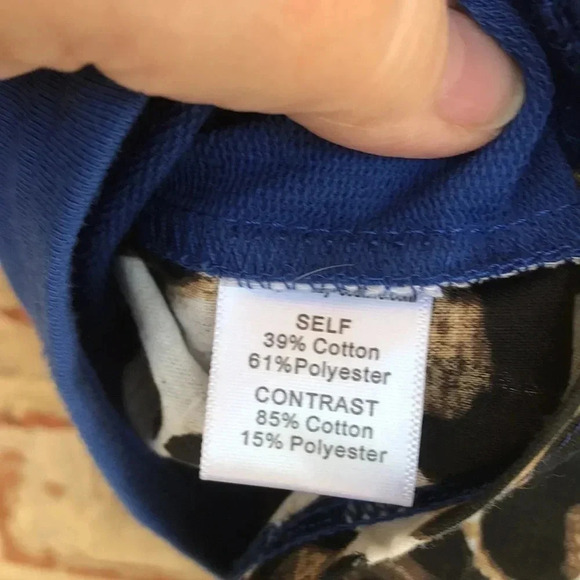 SELF
39% Cotton
61%Polyester
CONTRAST
85% Cotton
15% Polyester